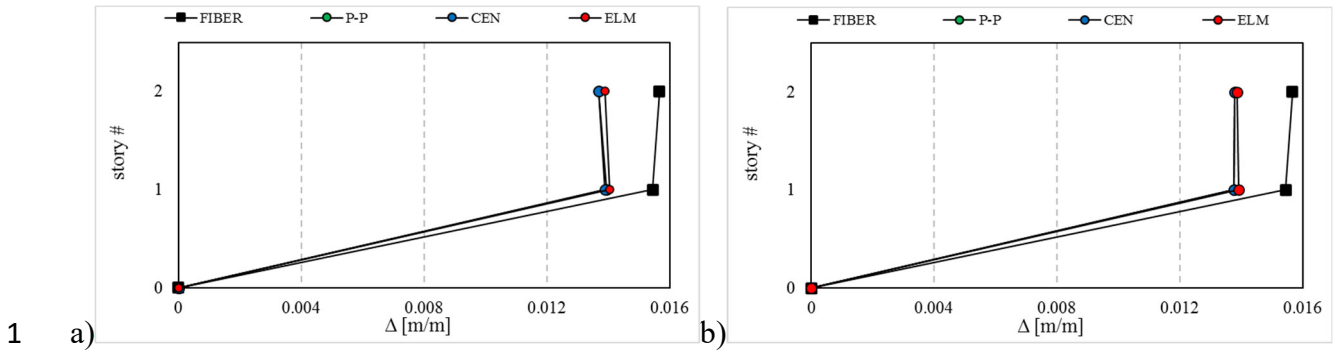 FIBER P-P CEN ELM
2
story #
1
0
0 0.004 0.008 0.012 0.016
Δ [m/m]
1 a)
FIBER P-P CEN ELM
2
story #
1
0
0 0.004 0.008 0.012 0.016
Δ [m/m]
b)